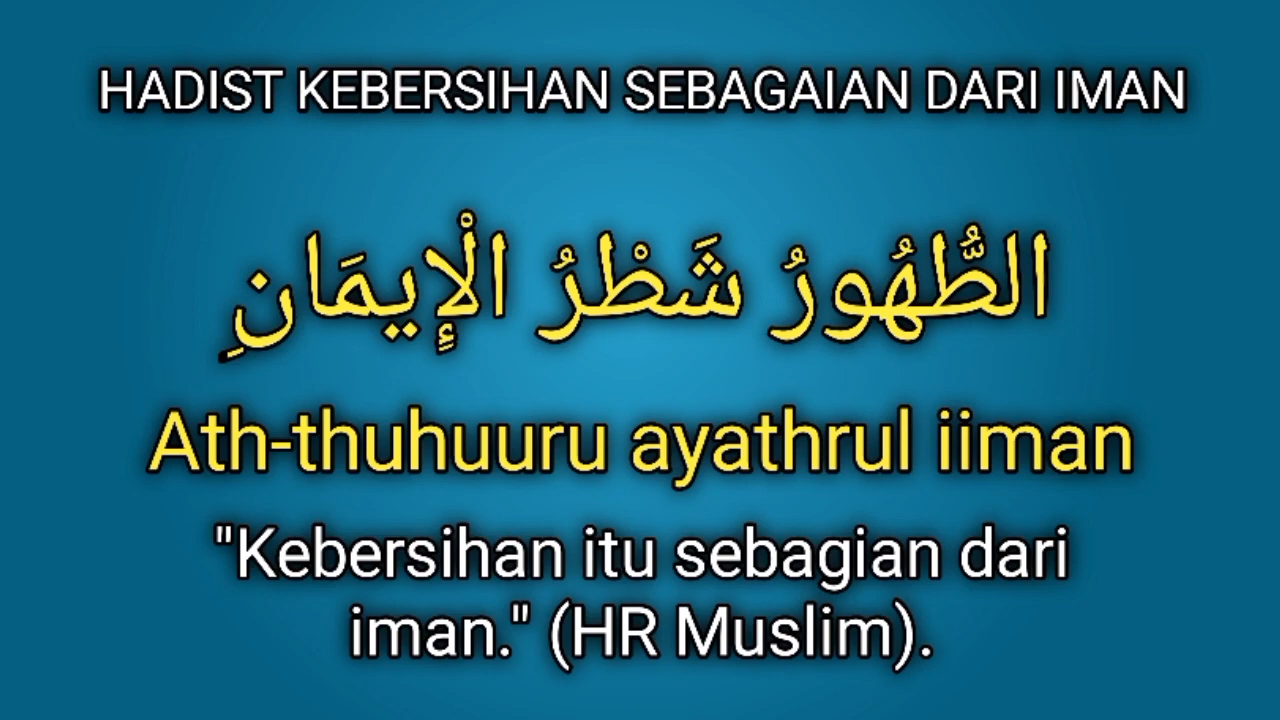 HADIST KEBERSIHAN SEBAGAIAN DARI IMAN
الطُّهُورُ شَطْرُ الْإِيمَانِ
Ath-thuhuuru ayathrul iiman
"Kebersihan itu sebagian dari
iman." (HR Muslim).